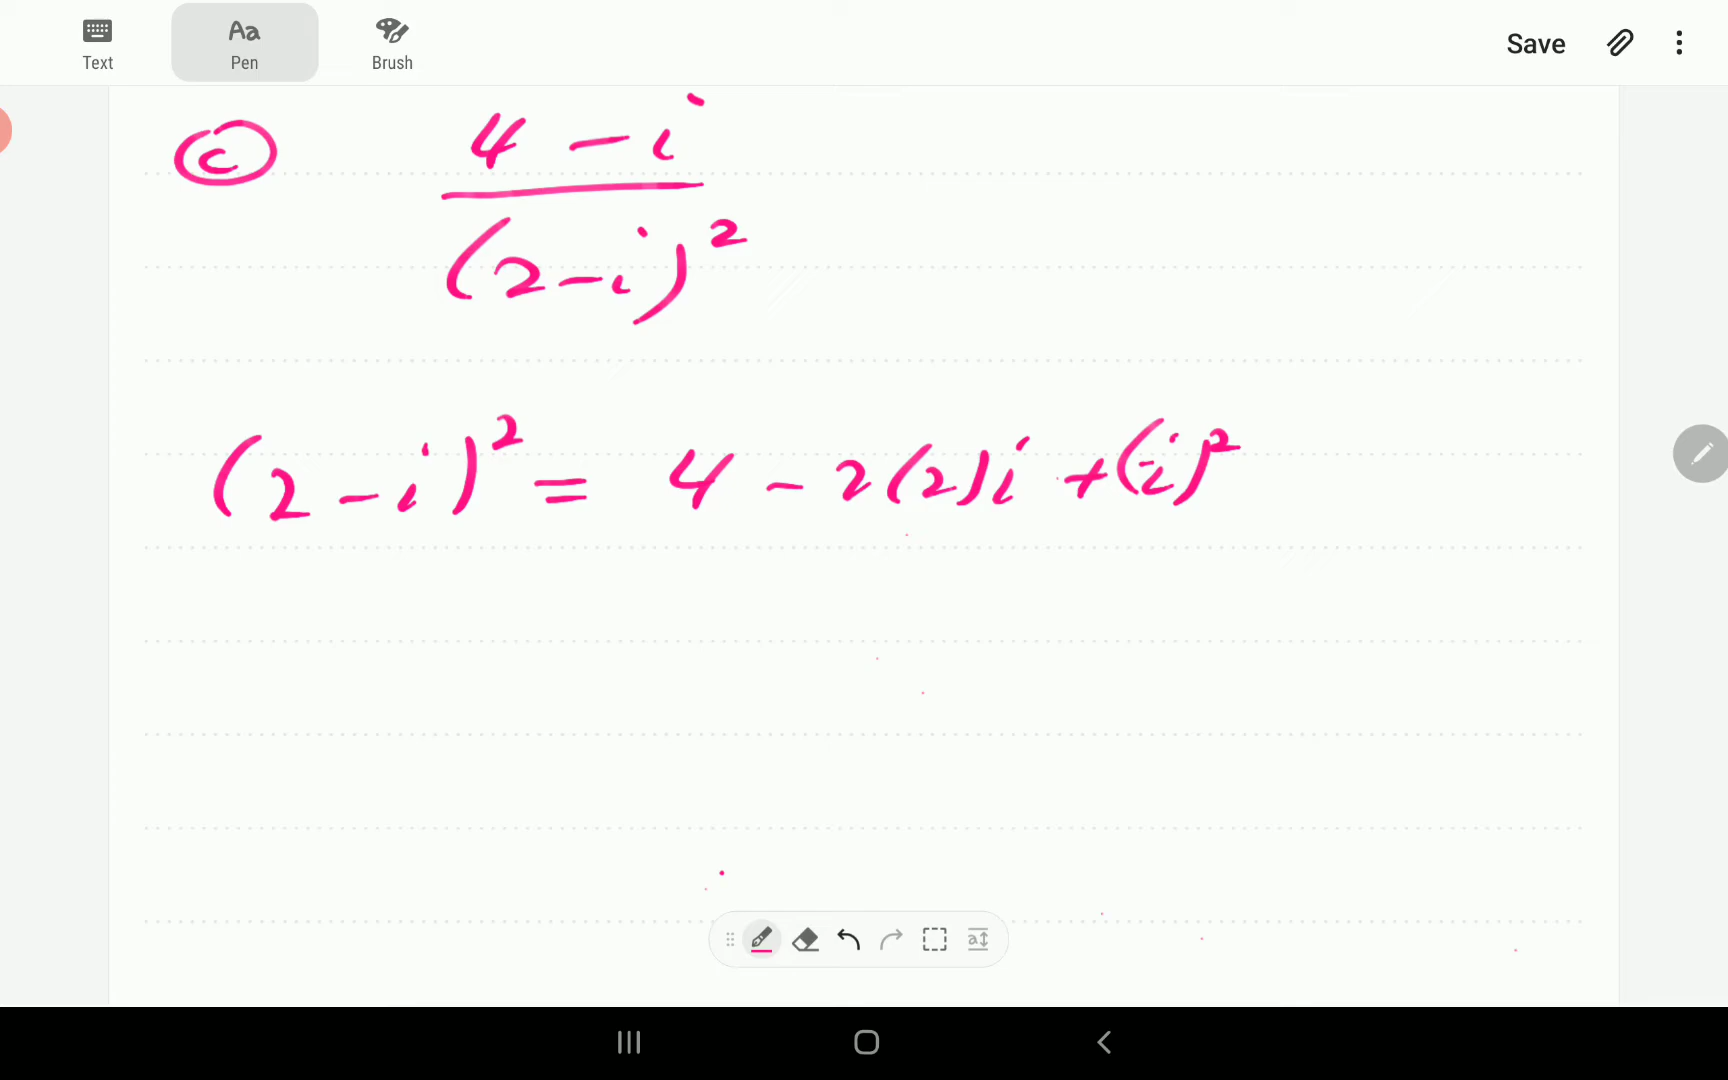 Text Pen Brush Save
c 4 - i
(2-i)²
(2-i)² = 4 - 2(2)i + (-i)²